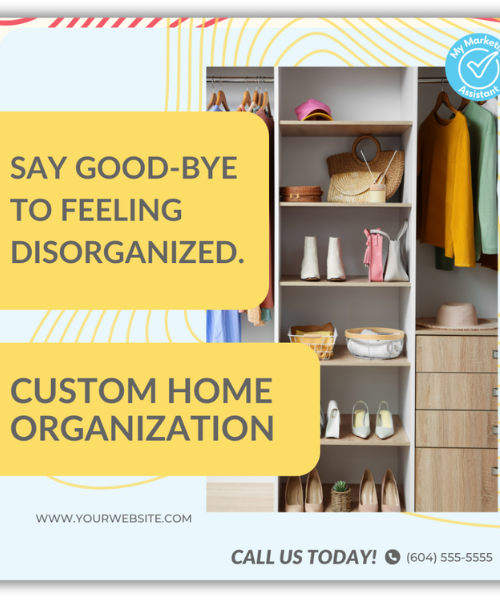 My Marketing
Assistant
SAY GOOD-BYE
TO FEELING
DISORGANIZED.
CUSTOM HOME
ORGANIZATION
WWW.YOURWEBSITE.COM
CALL US TODAY! (604) 555-5555